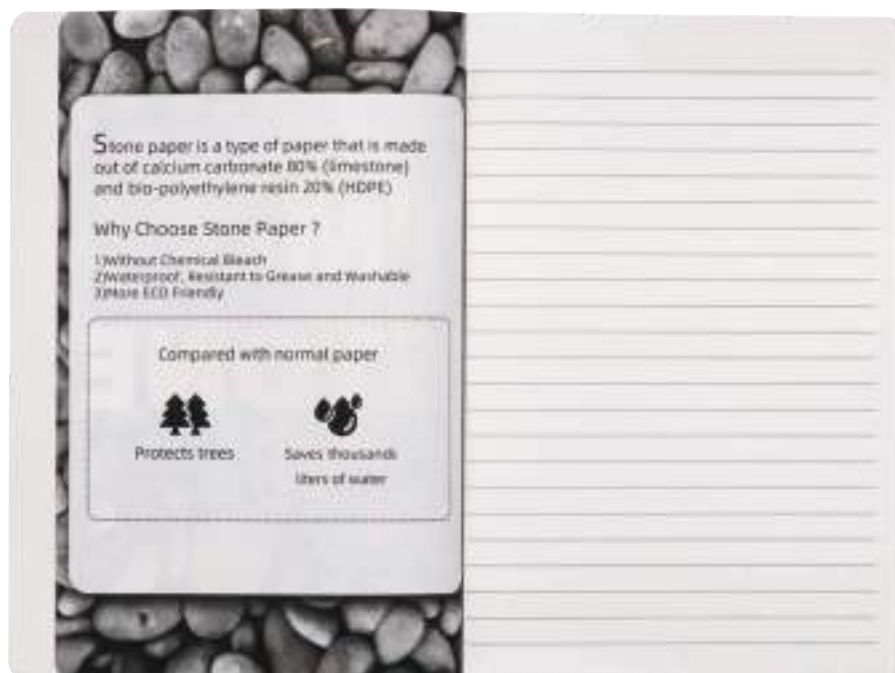 Stone paper is a type of paper that is made
out of calcium carbonate 80% (limestone)
and bio-polyethylene resin 20% (HDPE)
Why Choose Stone Paper ?
1)Without Chemical Bleach
2)Waterproof, Resistant to Grease and Washable
3)More ECO Friendly
Compared with normal paper
Protects trees
Saves thousands
liters of water